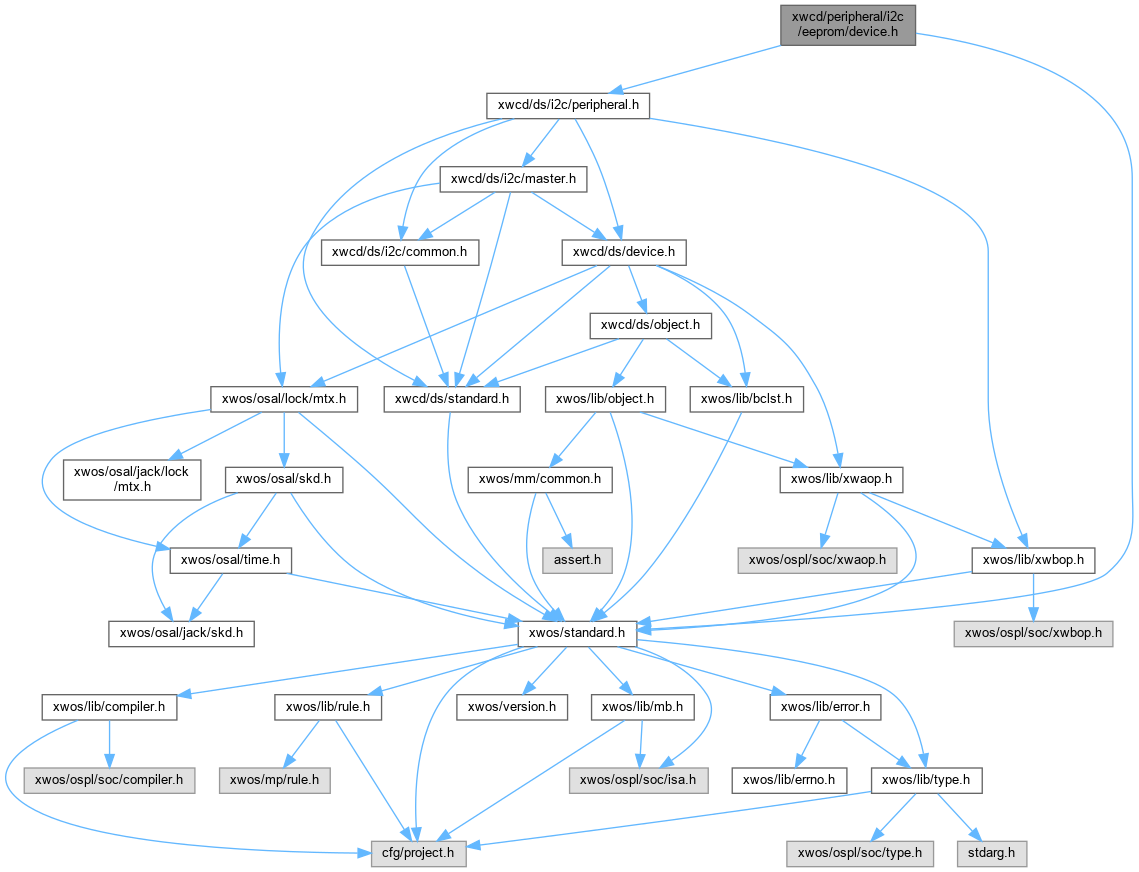 xwcd/peripheral/i2c
/eeprom/device.h
xwcd/ds/i2c/peripheral.h
xwcd/ds/i2c/master.h
xwcd/ds/i2c/common.h
xwcd/ds/device.h
xwcd/ds/object.h
xwos/osal/lock/mtx.h
xwcd/ds/standard.h
xwos/lib/object.h
xwos/lib/bclst.h
xwos/osal/jack/lock
/mtx.h
xwos/osal/skd.h
xwos/mm/common.h
xwos/lib/xwaop.h
xwos/osal/time.h
assert.h
xwos/ospl/soc/xwaop.h
xwos/lib/xwbop.h
xwos/osal/jack/skd.h
xwos/standard.h
xwos/ospl/soc/xwbop.h
xwos/lib/compiler.h
xwos/lib/rule.h
xwos/version.h
xwos/lib/mb.h
xwos/lib/error.h
xwos/ospl/soc/compiler.h
xwos/mp/rule.h
xwos/ospl/soc/isa.h
xwos/lib/errno.h
xwos/lib/type.h
cfg/project.h
xwos/ospl/soc/type.h
stdarg.h